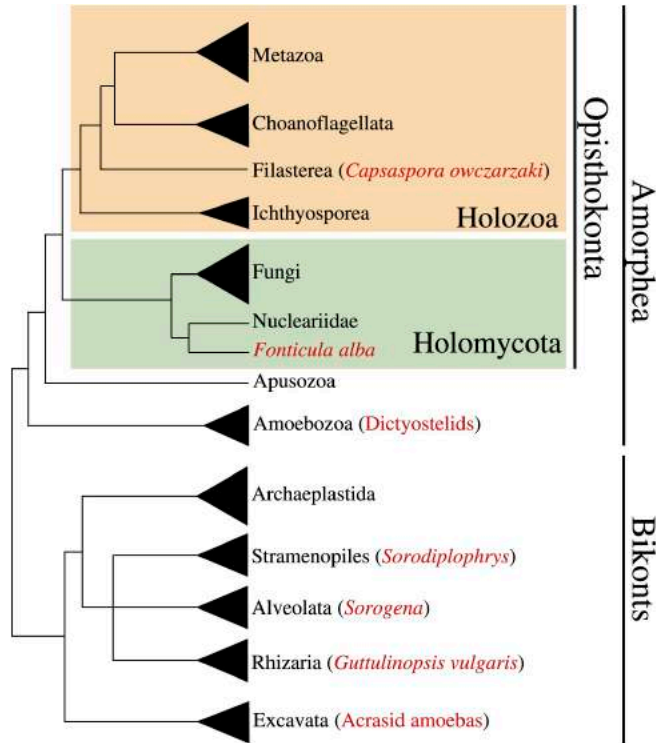 Metazoa
Choanoflagellata
Filasterea (Capsaspora owczarzaki)
Ichthyosporea
Holozoa
Fungi
Nucleariidae
Fonticula alba
Holomycota
Opisthokonta
Apusozoa
Amoebozoa (Dictyostelids)
Amorphea
Archaeplastida
Stramenopiles (Sorodiplophrys)
Alveolata (Sorogena)
Rhizaria (Guttulinopsis vulgaris)
Excavata (Acrasid amoebas)
Bikonts